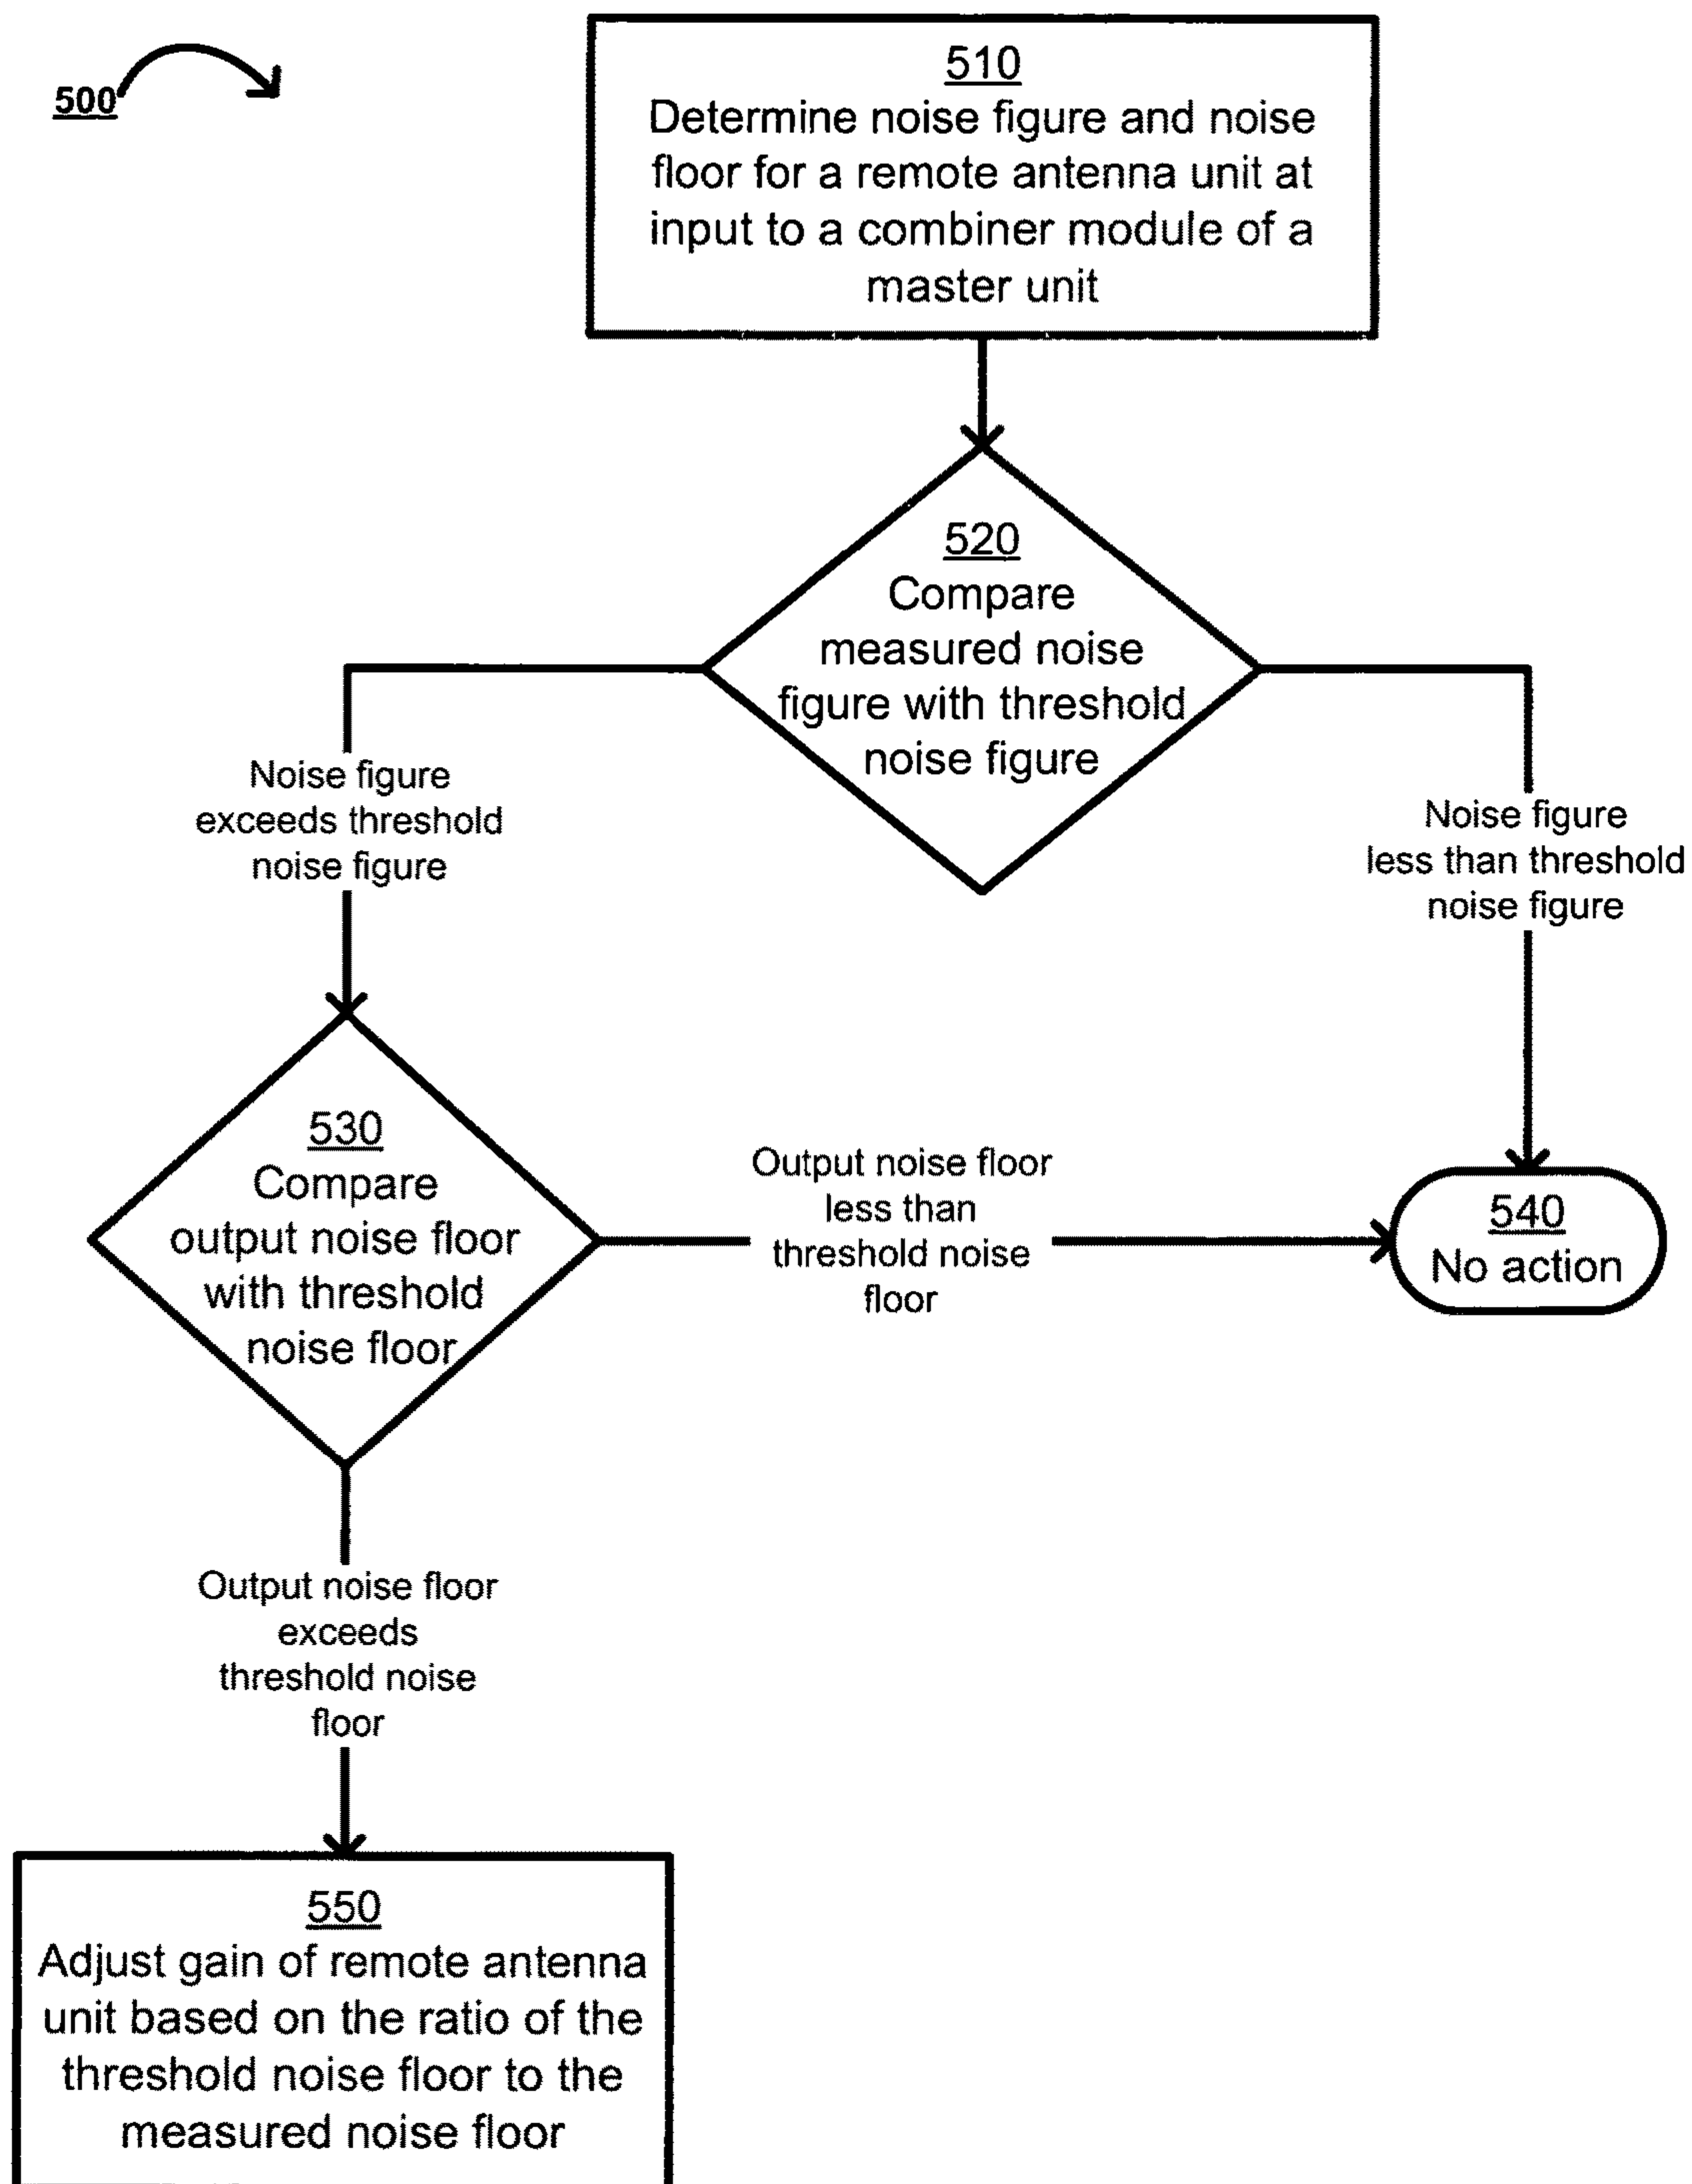 500
510
Determine noise figure and noise
floor for a remote antenna unit at
input to a combiner module of a
master unit
520
Compare
measured noise
figure with threshold
noise figure
Noise figure
exceeds threshold
noise figure
Noise figure
less than threshold
noise figure
530
Compare
output noise floor
with threshold
noise floor
Output noise floor
less than
threshold noise
floor
540
No action
Output noise floor
exceeds
threshold noise
floor
550
Adjust gain of remote antenna
unit based on the ratio of the
threshold noise floor to the
measured noise floor